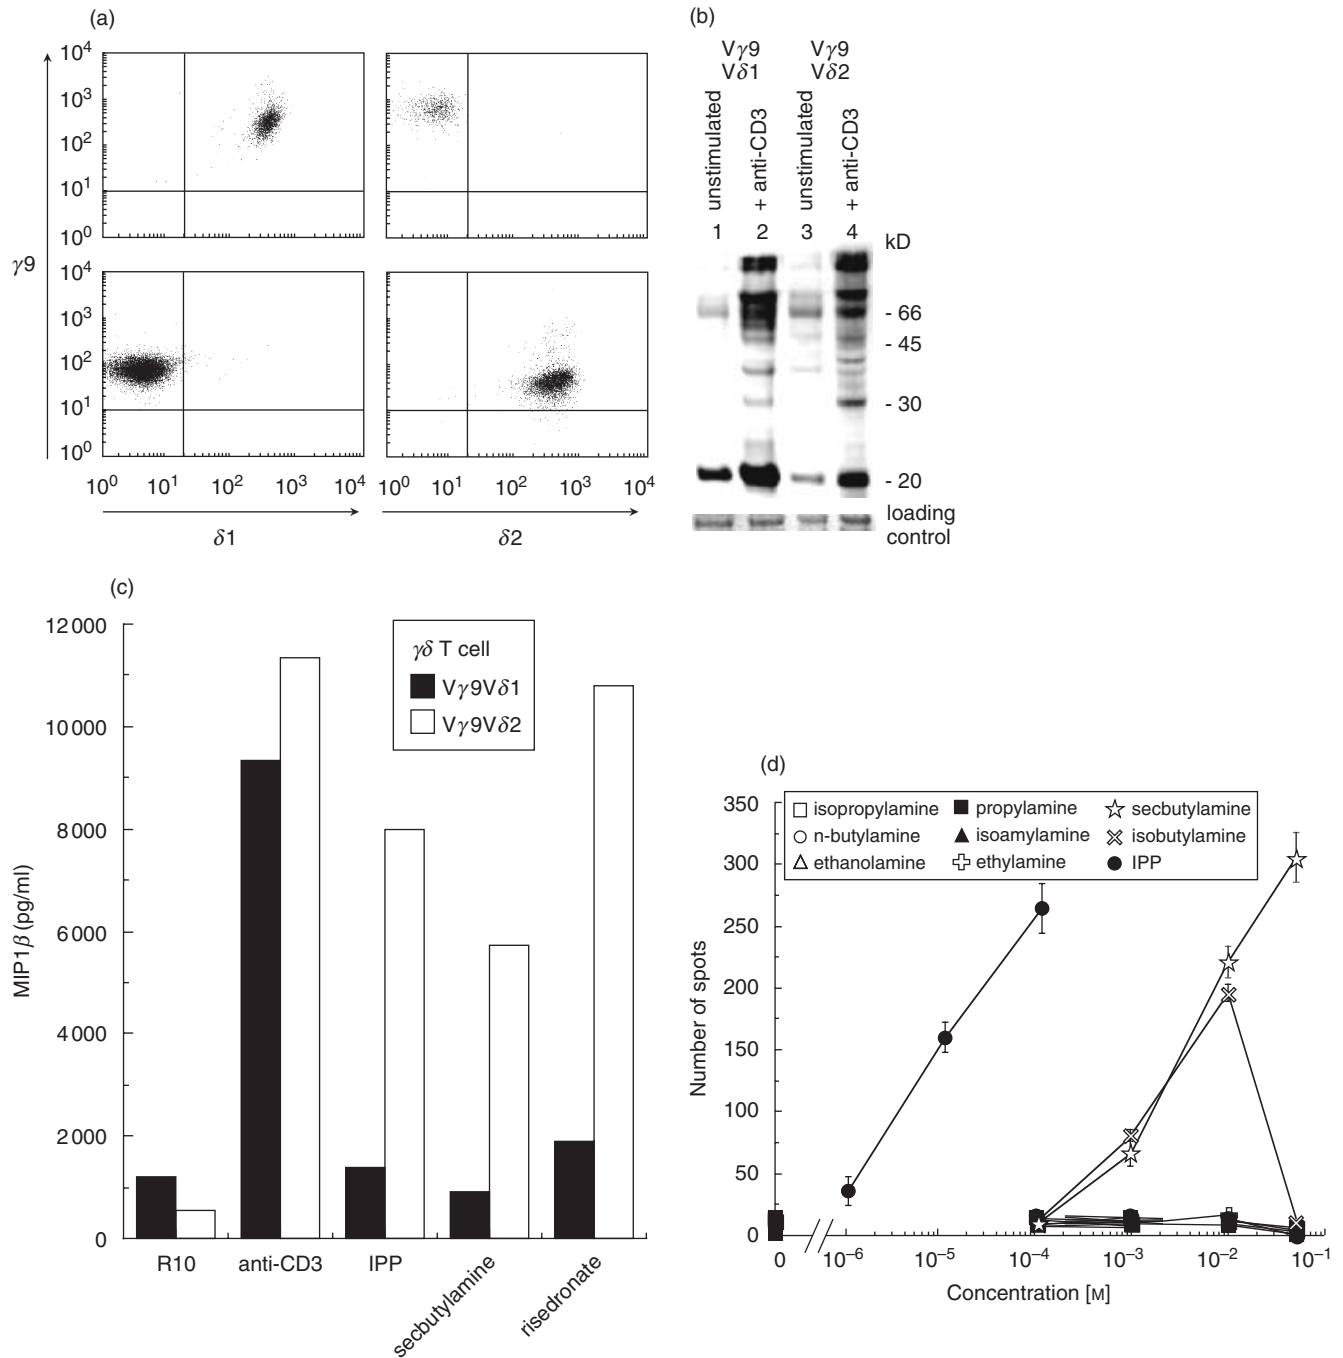 (a)
10⁴
10³
10²
10¹
10⁰
γ9
10⁴
10³
10²
10¹
10⁰
10⁰ 10¹ 10² 10³ 10⁴
10⁰ 10¹ 10² 10³ 10⁴
δ1
δ2
(b)
Vγ9 Vγ9
Vδ1 Vδ2
unstimulated
+ anti-CD3
unstimulated
+ anti-CD3
1 2 3 4 kD
- 66
- 45
- 30
- 20
loading
control
(c)
12 000
10 000
8 000
6 000
4 000
2 000
0
MIP1β (pg/ml)
γδ T cell
Vγ9Vδ1
Vγ9Vδ2
R10 anti-CD3 IPP secbutylamine risedronate
(d)
350
300
250
200
150
100
50
0
Number of spots
isopropylamine propylamine secbutylamine
n-butylamine isoamylamine isobutylamine
ethanolamine ethylamine IPP
0 10⁻⁶ 10⁻⁵ 10⁻⁴ 10⁻³ 10⁻² 10⁻¹
Concentration [M]